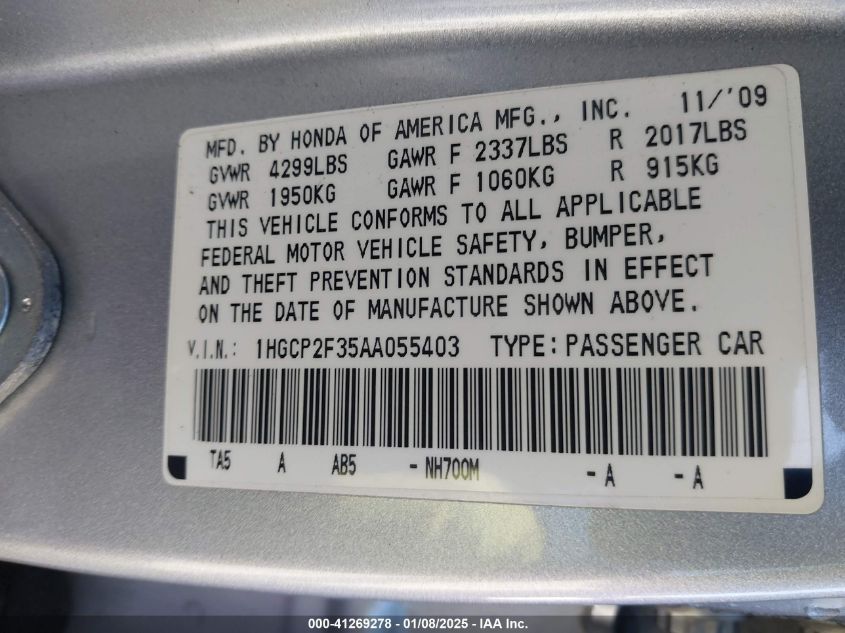 MFD. BY HONDA OF AMERICA MFG., INC. 11/'09
GVWR 4299LBS GAWR F 2337LBS R 2017LBS
GVWR 1950KG GAWR F 1060KG R 915KG
THIS VEHICLE CONFORMS TO ALL APPLICABLE
FEDERAL MOTOR VEHICLE SAFETY, BUMPER,
AND THEFT PREVENTION STANDARDS IN EFFECT
ON THE DATE OF MANUFACTURE SHOWN ABOVE.
V.I.N.: 1HGCP2F35AA055403 TYPE: PASSENGER CAR
TA5 A AB5 - NH700M - A - A
000-41269278 - 01/08/2025 - IAA Inc.